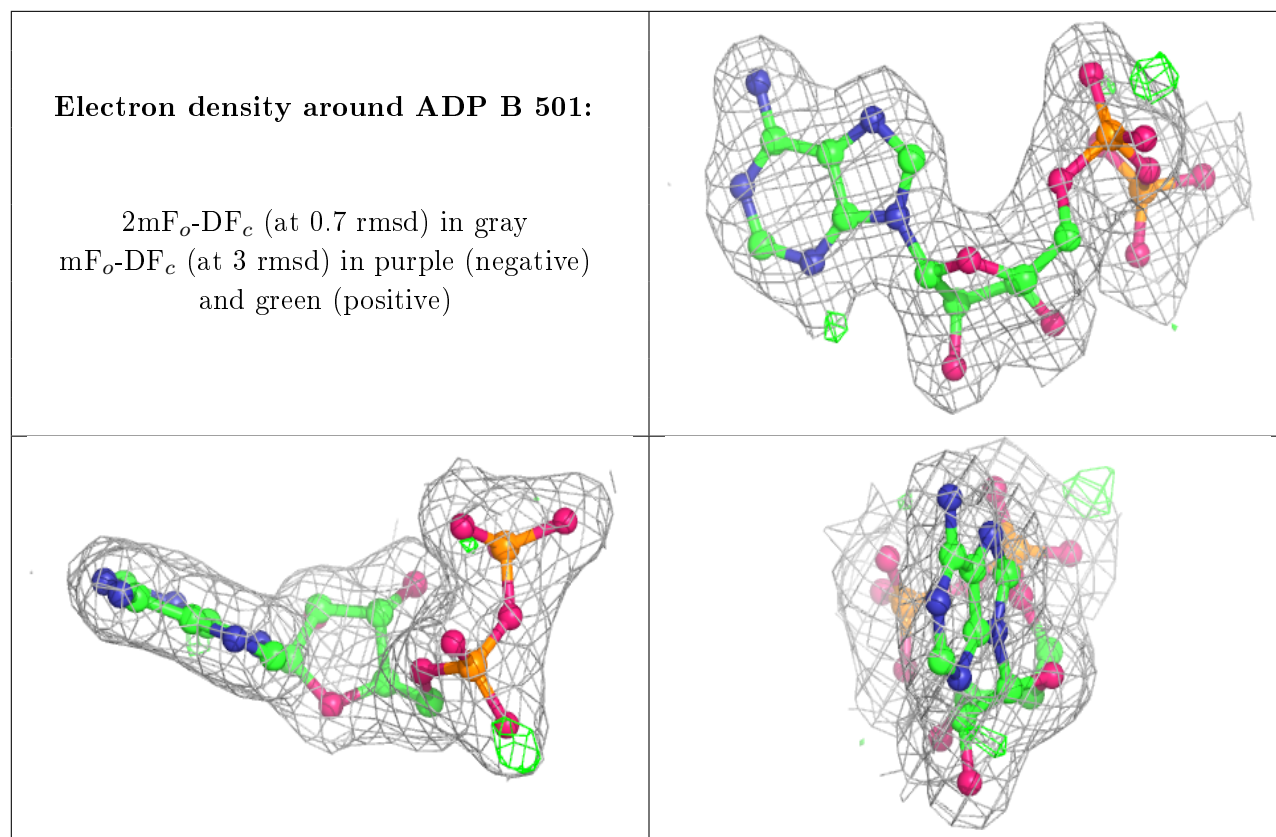 Electron density around ADP B 501:
2mFₒ-DF𝒸 (at 0.7 rmsd) in gray
mFₒ-DF𝒸 (at 3 rmsd) in purple (negative)
and green (positive)